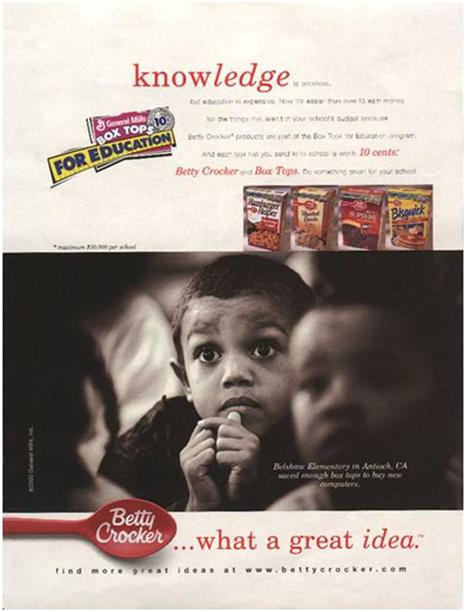 knowledge is priceless,
but education is expensive. Now it's easier than ever to earn money
for the things that aren't in your school's budget because
Betty Crocker® products are part of the Box Tops for Education program.
And each box top you send in to school is worth 10 cents.*
Betty Crocker and Box Tops. Do something smart for your school.
General Mills
BOX TOPS
10¢
FOR EDUCATION
Hamburger Helper
SUPREME
Bisquick
*maximum $10,000 per school
Belshaw Elementary in Antioch, CA
saved enough box tops to buy new
computers.
©2000 General Mills, Inc.
Betty Crocker
...what a great idea.™
find more great ideas at www.bettycrocker.com